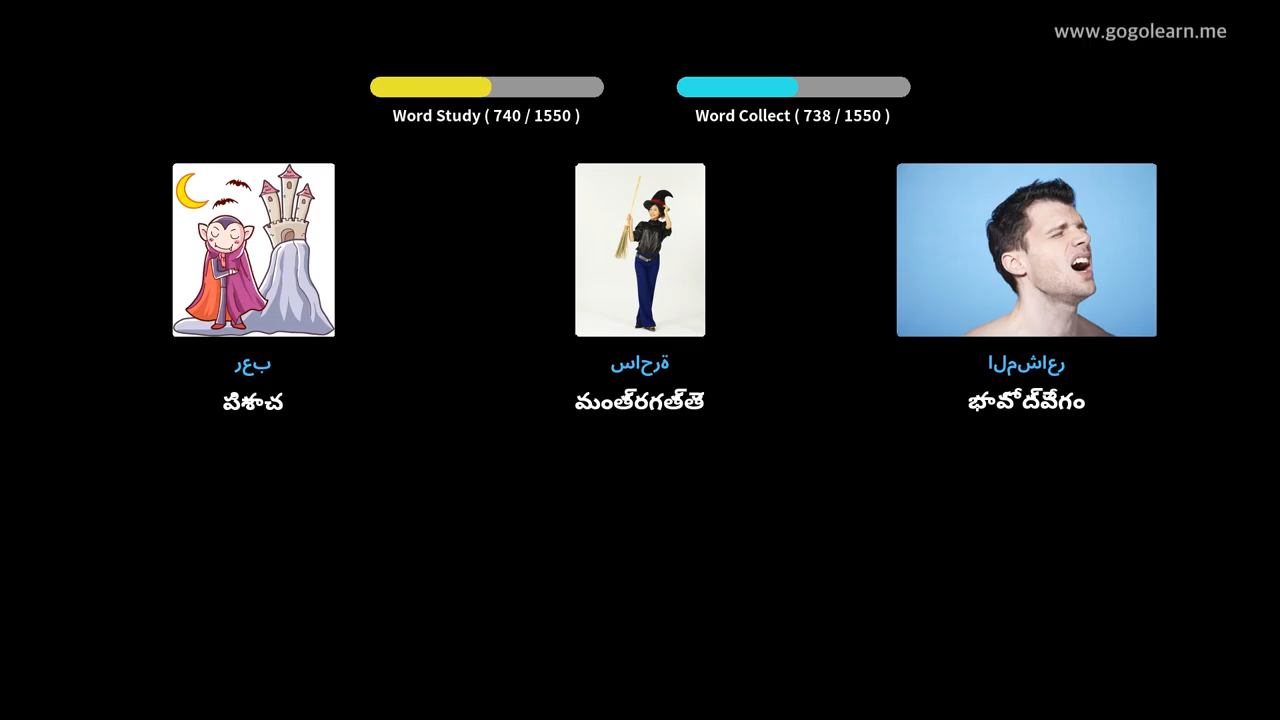 www.gogolearn.me
Word Study ( 740 / 1550 )
Word Collect ( 738 / 1550 )
رعب
ساحرة
المشاعر
పిశాచ
మంత్రగత్తె
భావోద్వేగం